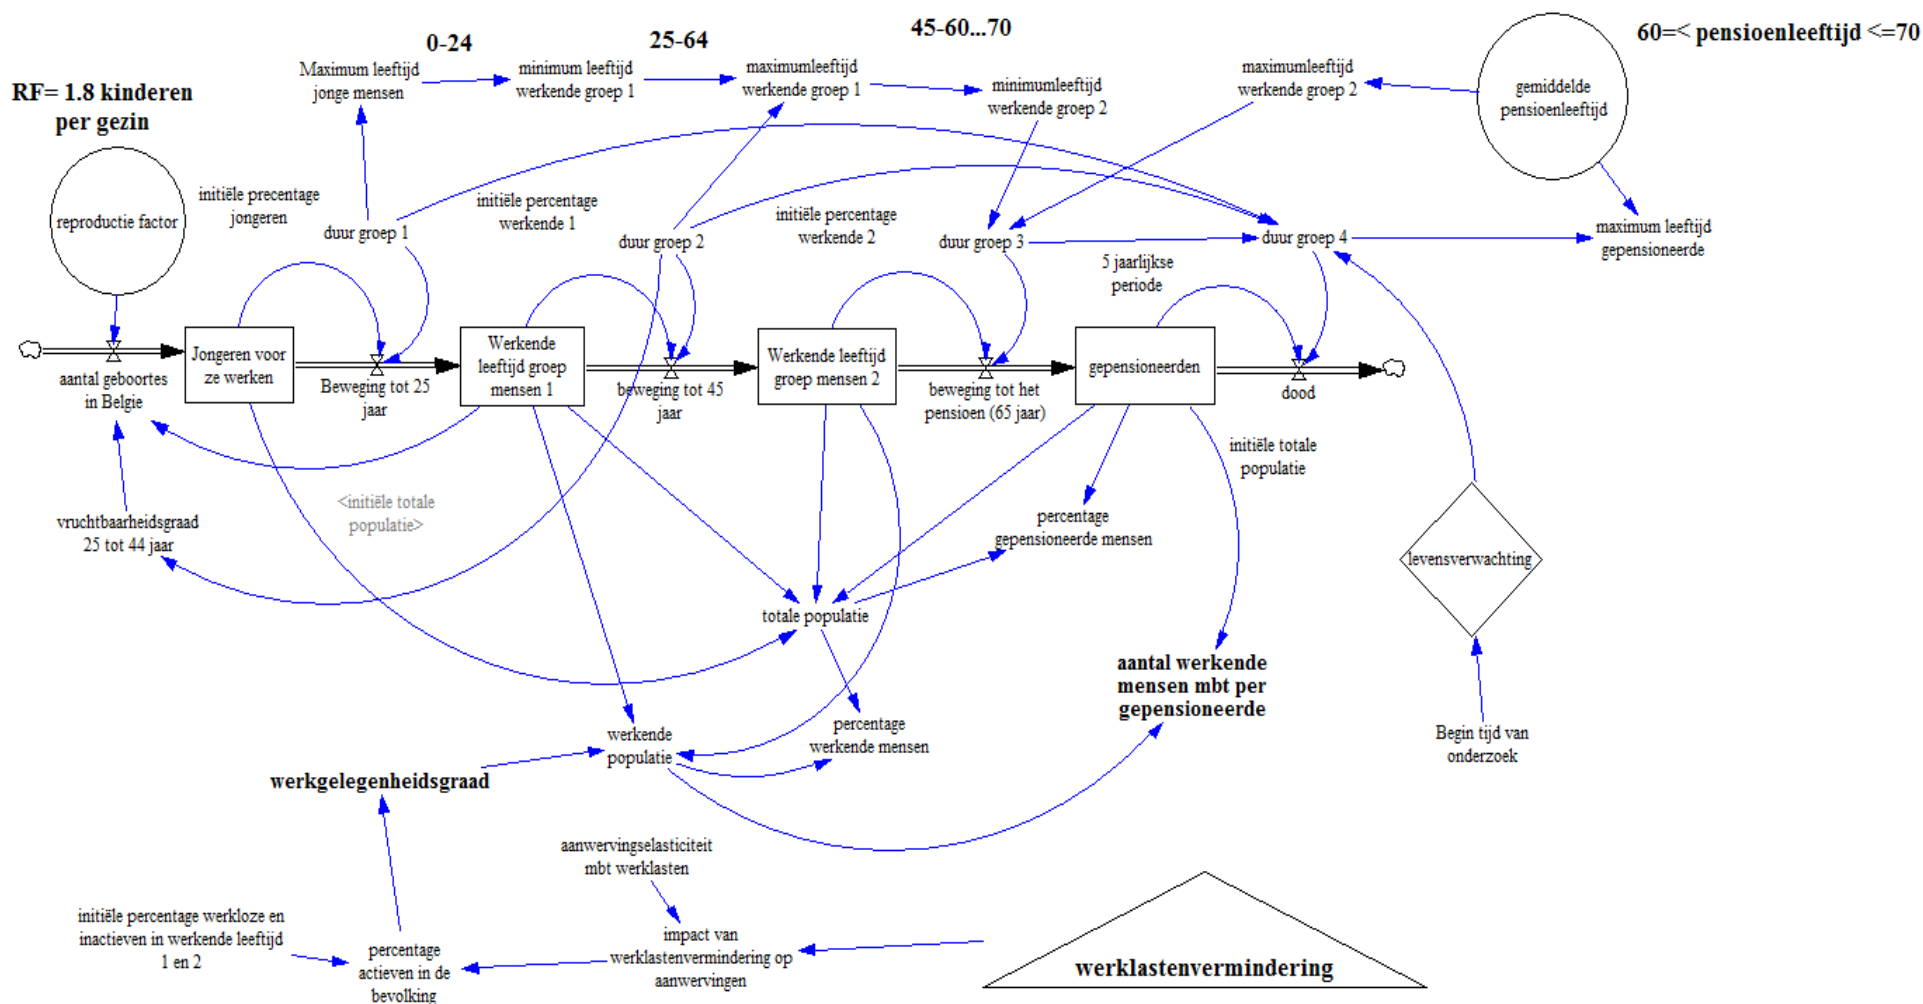 0-24
25-64
45-60...70
60=< pensioenleeftijd <=70
Maximum leeftijd
jonge mensen
minimum leeftijd
werkende groep 1
maximumleeftijd
werkende groep 1
minimumleeftijd
werkende groep 2
maximumleeftijd
werkende groep 2
gemiddelde
pensioenleeftijd
RF= 1.8 kinderen
per gezin
reproductie factor
initiële precentage
jongeren
duur groep 1
initiële percentage
werkende 1
duur groep 2
initiële percentage
werkende 2
duur groep 3
5 jaarlijkse
periode
duur groep 4
maximum leeftijd
gepensioneerde
aantal geboortes
in Belgie
Jongeren voor
ze werken
Beweging tot 25
jaar
Werkende
leeftijd groep
mensen 1
beweging tot 45
jaar
Werkende leeftijd
groep mensen 2
beweging tot het
pensioen (65 jaar)
gepensioneerden
dood
initiële totale
populatie
<initiële totale
populatie>
vruchtbaarheidsgraad
25 tot 44 jaar
percentage
gepensioneerde mensen
levensverwachting
totale populatie
aantal werkende
mensen mbt per
gepensioneerde
werkende
populatie
percentage
werkende mensen
Begin tijd van
onderzoek
werkgelegenheidsgraad
aanwervingselasticiteit
mbt werklasten
initiële percentage werkloze en
inactieven in werkende leeftijd
1 en 2
percentage
actieven in de
bevolking
impact van
werklastenvermindering op
aanwervingen
werklastenvermindering